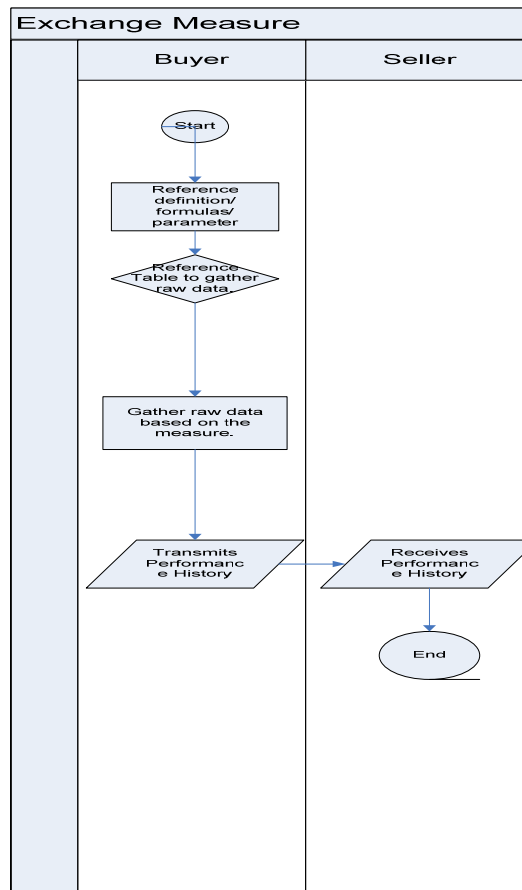 Exchange Measure
Buyer
Seller
Start
Reference
definition/
formulas/
parameter
Reference
Table to gather
raw data.
Gather raw data
based on the
measure.
Transmits
Performanc
e History
Receives
Performanc
e History
End